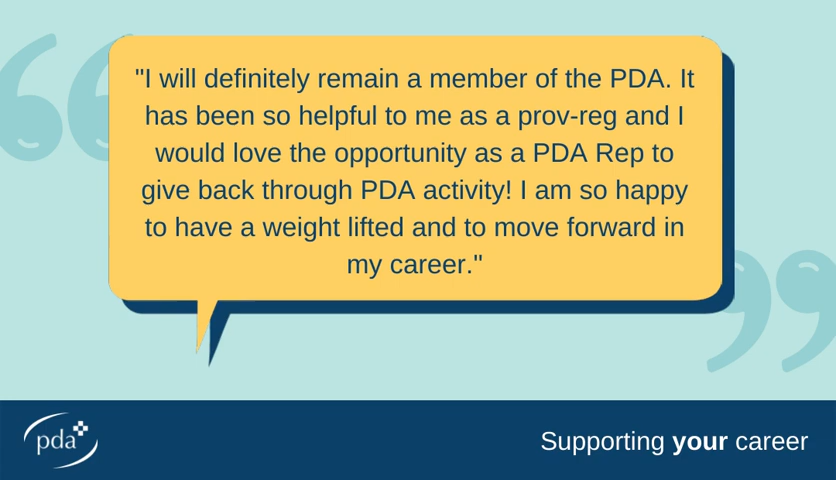 "I will definitely remain a member of the PDA. It
has been so helpful to me as a prov-reg and I
would love the opportunity as a PDA Rep to
give back through PDA activity! I am so happy
to have a weight lifted and to move forward in
my career."
pda
Supporting your career